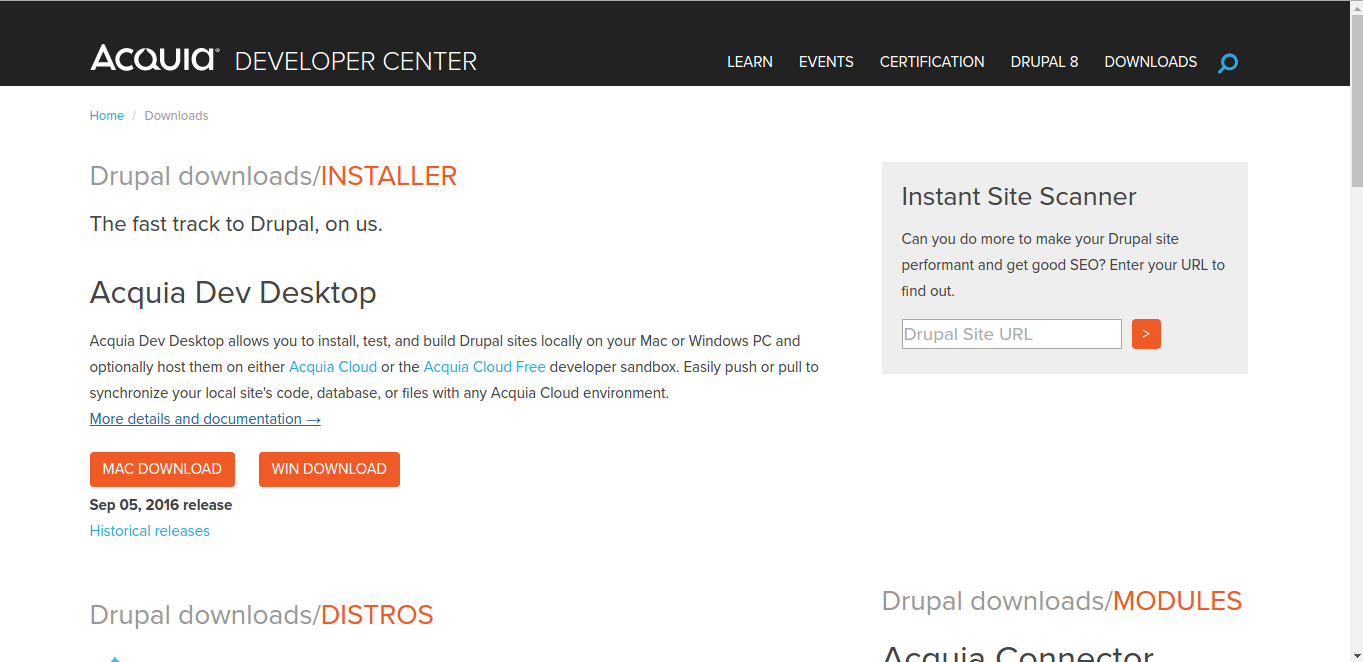 Acquia® DEVELOPER CENTER
LEARN EVENTS CERTIFICATION DRUPAL 8 DOWNLOADS
Home / Downloads
Drupal downloads/INSTALLER
The fast track to Drupal, on us.
Acquia Dev Desktop
Acquia Dev Desktop allows you to install, test, and build Drupal sites locally on your Mac or Windows PC and
optionally host them on either Acquia Cloud or the Acquia Cloud Free developer sandbox. Easily push or pull to
synchronize your local site's code, database, or files with any Acquia Cloud environment.
More details and documentation →
MAC DOWNLOAD WIN DOWNLOAD
Sep 05, 2016 release
Historical releases
Instant Site Scanner
Can you do more to make your Drupal site
performant and get good SEO? Enter your URL to
find out.
Drupal Site URL >
Drupal downloads/DISTROS
Drupal downloads/MODULES
Acquia Connector